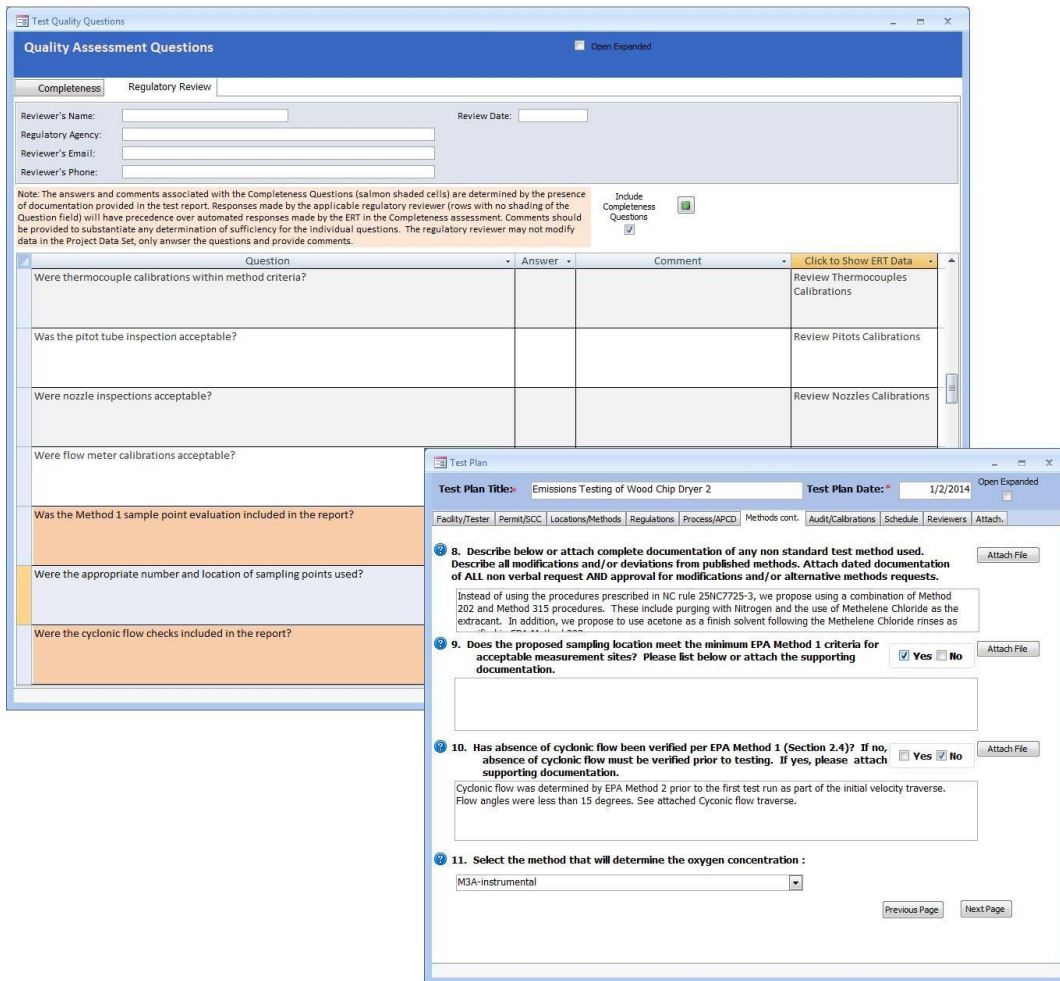 Test Quality Questions
Quality Assessment Questions
Open Expanded
Completeness
Regulatory Review
Reviewer's Name:
Review Date:
Regulatory Agency:
Reviewer's Email:
Reviewer's Phone:
Note: The answers and comments associated with the Completeness Questions (salmon shaded cells) are determined by the presence
of documentation provided in the test report. Responses made by the applicable regulatory reviewer (rows with no shading of the
Question field) will have precedence over automated responses made by the ERT in the Completeness assessment. Comments should
be provided to substantiate any determination of sufficiency for the individual questions. The regulatory reviewer may not modify
data in the Project Data Set, only anwser the questions and provide comments.
Include
Completeness
Questions
Question Answer Comment Click to Show ERT Data
Were thermocouple calibrations within method criteria?
Review Thermocouples
Calibrations
Was the pitot tube inspection acceptable?
Review Pitots Calibrations
Were nozzle inspections acceptable?
Review Nozzles Calibrations
Were flow meter calibrations acceptable?
Was the Method 1 sample point evaluation included in the report?
Were the appropriate number and location of sampling points used?
Were the cyclonic flow checks included in the report?
Test Plan
Test Plan Title:* Emissions Testing of Wood Chip Dryer 2
Test Plan Date:* 1/2/2014
Open Expanded
Facility/Tester Permit/SCC Locations/Methods Regulations Process/APCD Methods cont. Audit/Calibrations Schedule Reviewers Attach.
8. Describe below or attach complete documentation of any non standard test method used.
Describe all modifications and/or deviations from published methods. Attach dated documentation
of ALL non verbal request AND approval for modifications and/or alternative methods requests.
Attach File
Instead of using the procedures prescribed in NC rule 25NC7725-3, we propose using a combination of Method
202 and Method 315 procedures. These include purging with Nitrogen and the use of Methelene Chloride as the
extracant. In addition, we propose to use acetone as a finish solvent following the Methelene Chloride rinses as
9. Does the proposed sampling location meet the minimum EPA Method 1 criteria for
acceptable measurement sites? Please list below or attach the supporting
documentation.
Yes No
Attach File
10. Has absence of cyclonic flow been verified per EPA Method 1 (Section 2.4)? If no,
absence of cyclonic flow must be verified prior to testing. If yes, please attach
supporting documentation.
Yes No
Attach File
Cyclonic flow was determined by EPA Method 2 prior to the first test run as part of the initial velocity traverse.
Flow angles were less than 15 degrees. See attached Cyconic flow traverse.
11. Select the method that will determine the oxygen concentration :
M3A-instrumental
Previous Page
Next Page